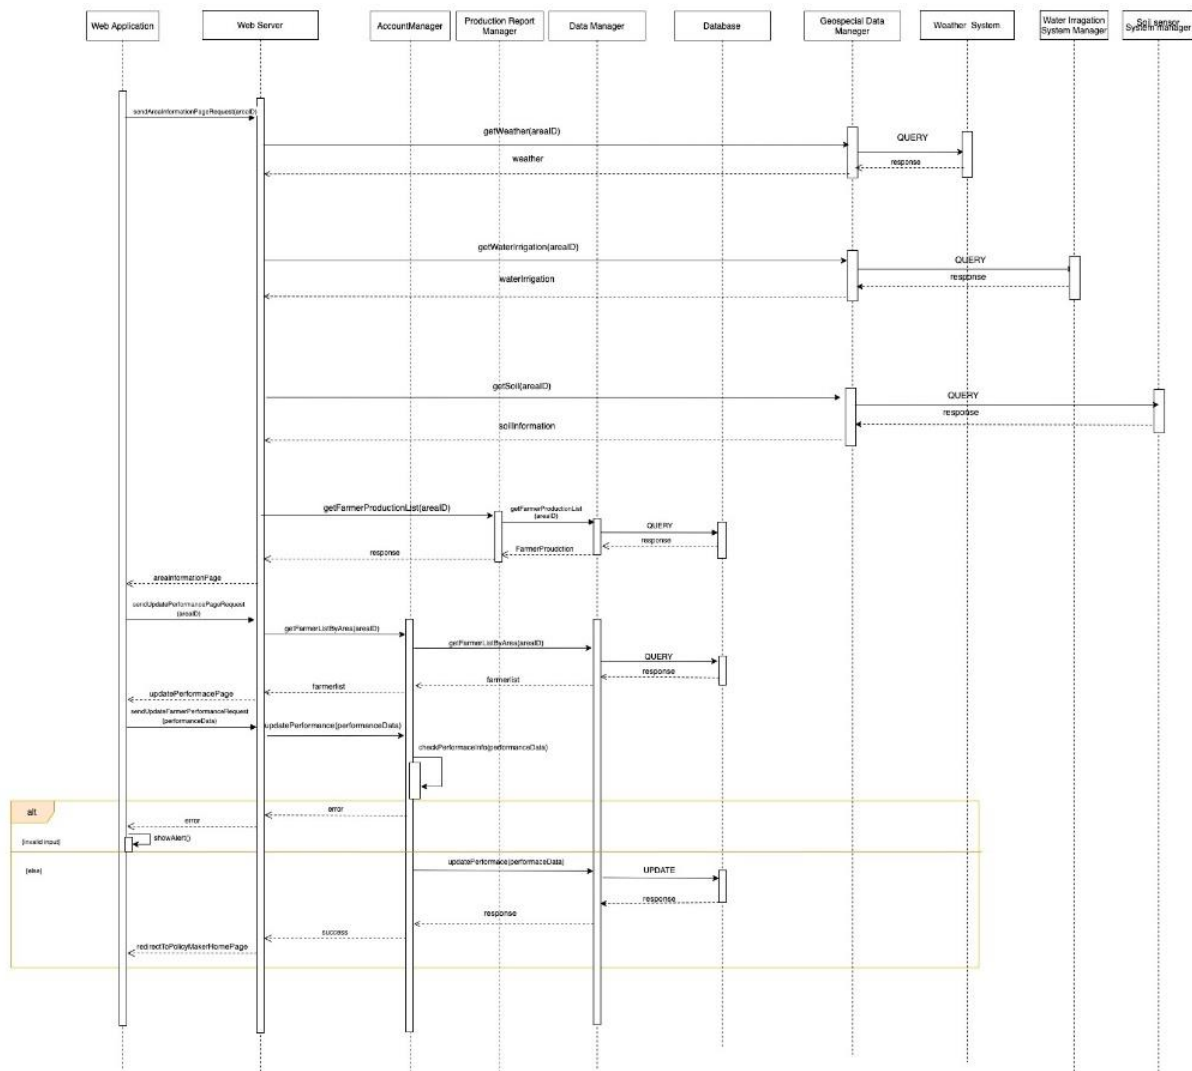 Web Application
Web Server
AccountManager
Production Report
Manager
Data Manager
Database
Geospecial Data
Maneger
Weather System
Water Irragation
System Manager
Soil sensor
System manager
sendAreaInformationPageRequest(areaID)
getWeather(areaID)
QUERY
weather
response
getWaterIrrigation(areaID)
QUERY
response
waterIrrigation
getSoil(areaID)
QUERY
response
soilInformation
getFarmerProductionList(areaID)
getFarmerProductionList
(areaID)
QUERY
response
FarmerProudction
response
areaInformationPage
sendUpdatePerformancePageRequest
(areaID)
getFarmerListByArea(areaID)
getFarmerListByArea(areaID)
QUERY
response
farmerlist
farmerlist
updatePerformacePage
sendUpdateFarmerPerformanceRequest
(performanceData)
updatePerformance(performanceData)
checkPerformaceInfo(performanceData)
alt
error
error
[invalid input]
showAlert()
[else]
updatePerformace(performaceData)
UPDATE
response
response
success
redirectToPolicyMakerHomePage